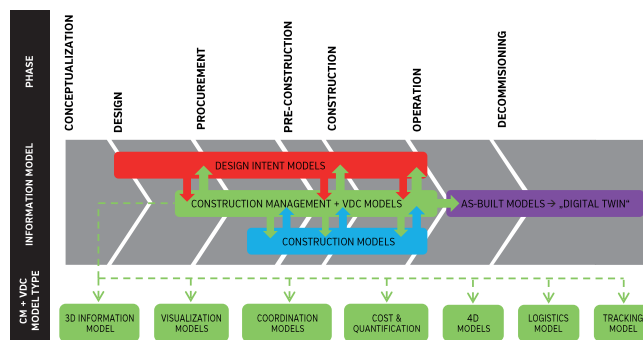 PHASE
CONCEPTUALIZATION
DESIGN
PROCUREMENT
PRE-CONSTRUCTION
CONSTRUCTION
OPERATION
DECOMMISIONING
INFORMATION MODEL
DESIGN INTENT MODELS
CONSTRUCTION MANAGEMENT + VDC MODELS
AS-BUILT MODELS → „DIGITAL TWIN“
CONSTRUCTION MODELS
CM + VDC
MODEL TYPE
3D INFORMATION
MODEL
VISUALIZATION
MODELS
COORDINATION
MODELS
COST &
QUANTIFICATION
4D
MODELS
LOGISTICS
MODEL
TRACKING
MODEL